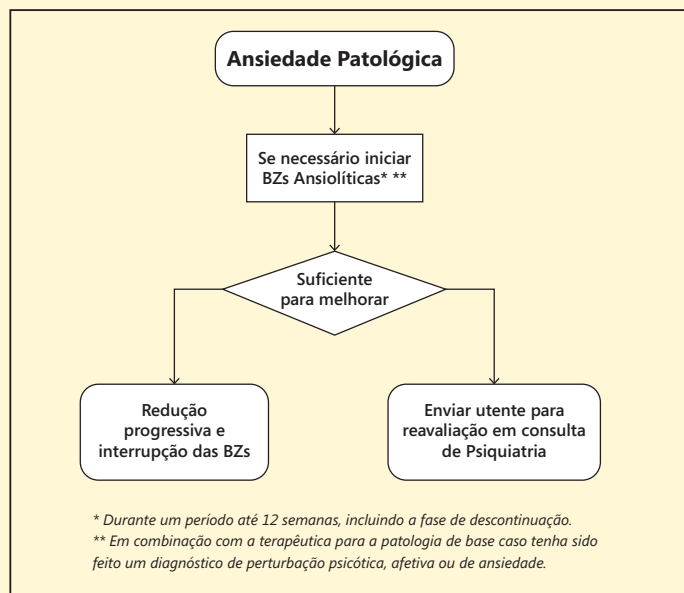 Ansiedade Patológica
Se necessário iniciar
BZs Ansiolíticas* **
Suficiente
para melhorar
Redução
progressiva e
interrupção das BZs
Enviar utente para
reavaliação em consulta
de Psiquiatria
* Durante um período até 12 semanas, incluindo a fase de descontinuação.
** Em combinação com a terapêutica para a patologia de base caso tenha sido
feito um diagnóstico de perturbação psicótica, afetiva ou de ansiedade.